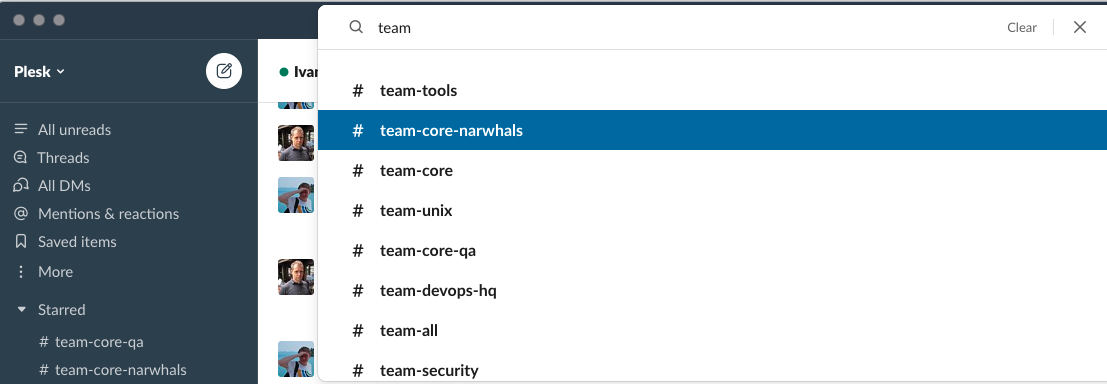 team
Clear
Plesk
Ivan
All unreads
Threads
All DMs
Mentions & reactions
Saved items
More
Starred
# team-core-qa
# team-core-narwhals
# team-tools
# team-core-narwhals
# team-core
# team-unix
# team-core-qa
# team-devops-hq
# team-all
# team-security